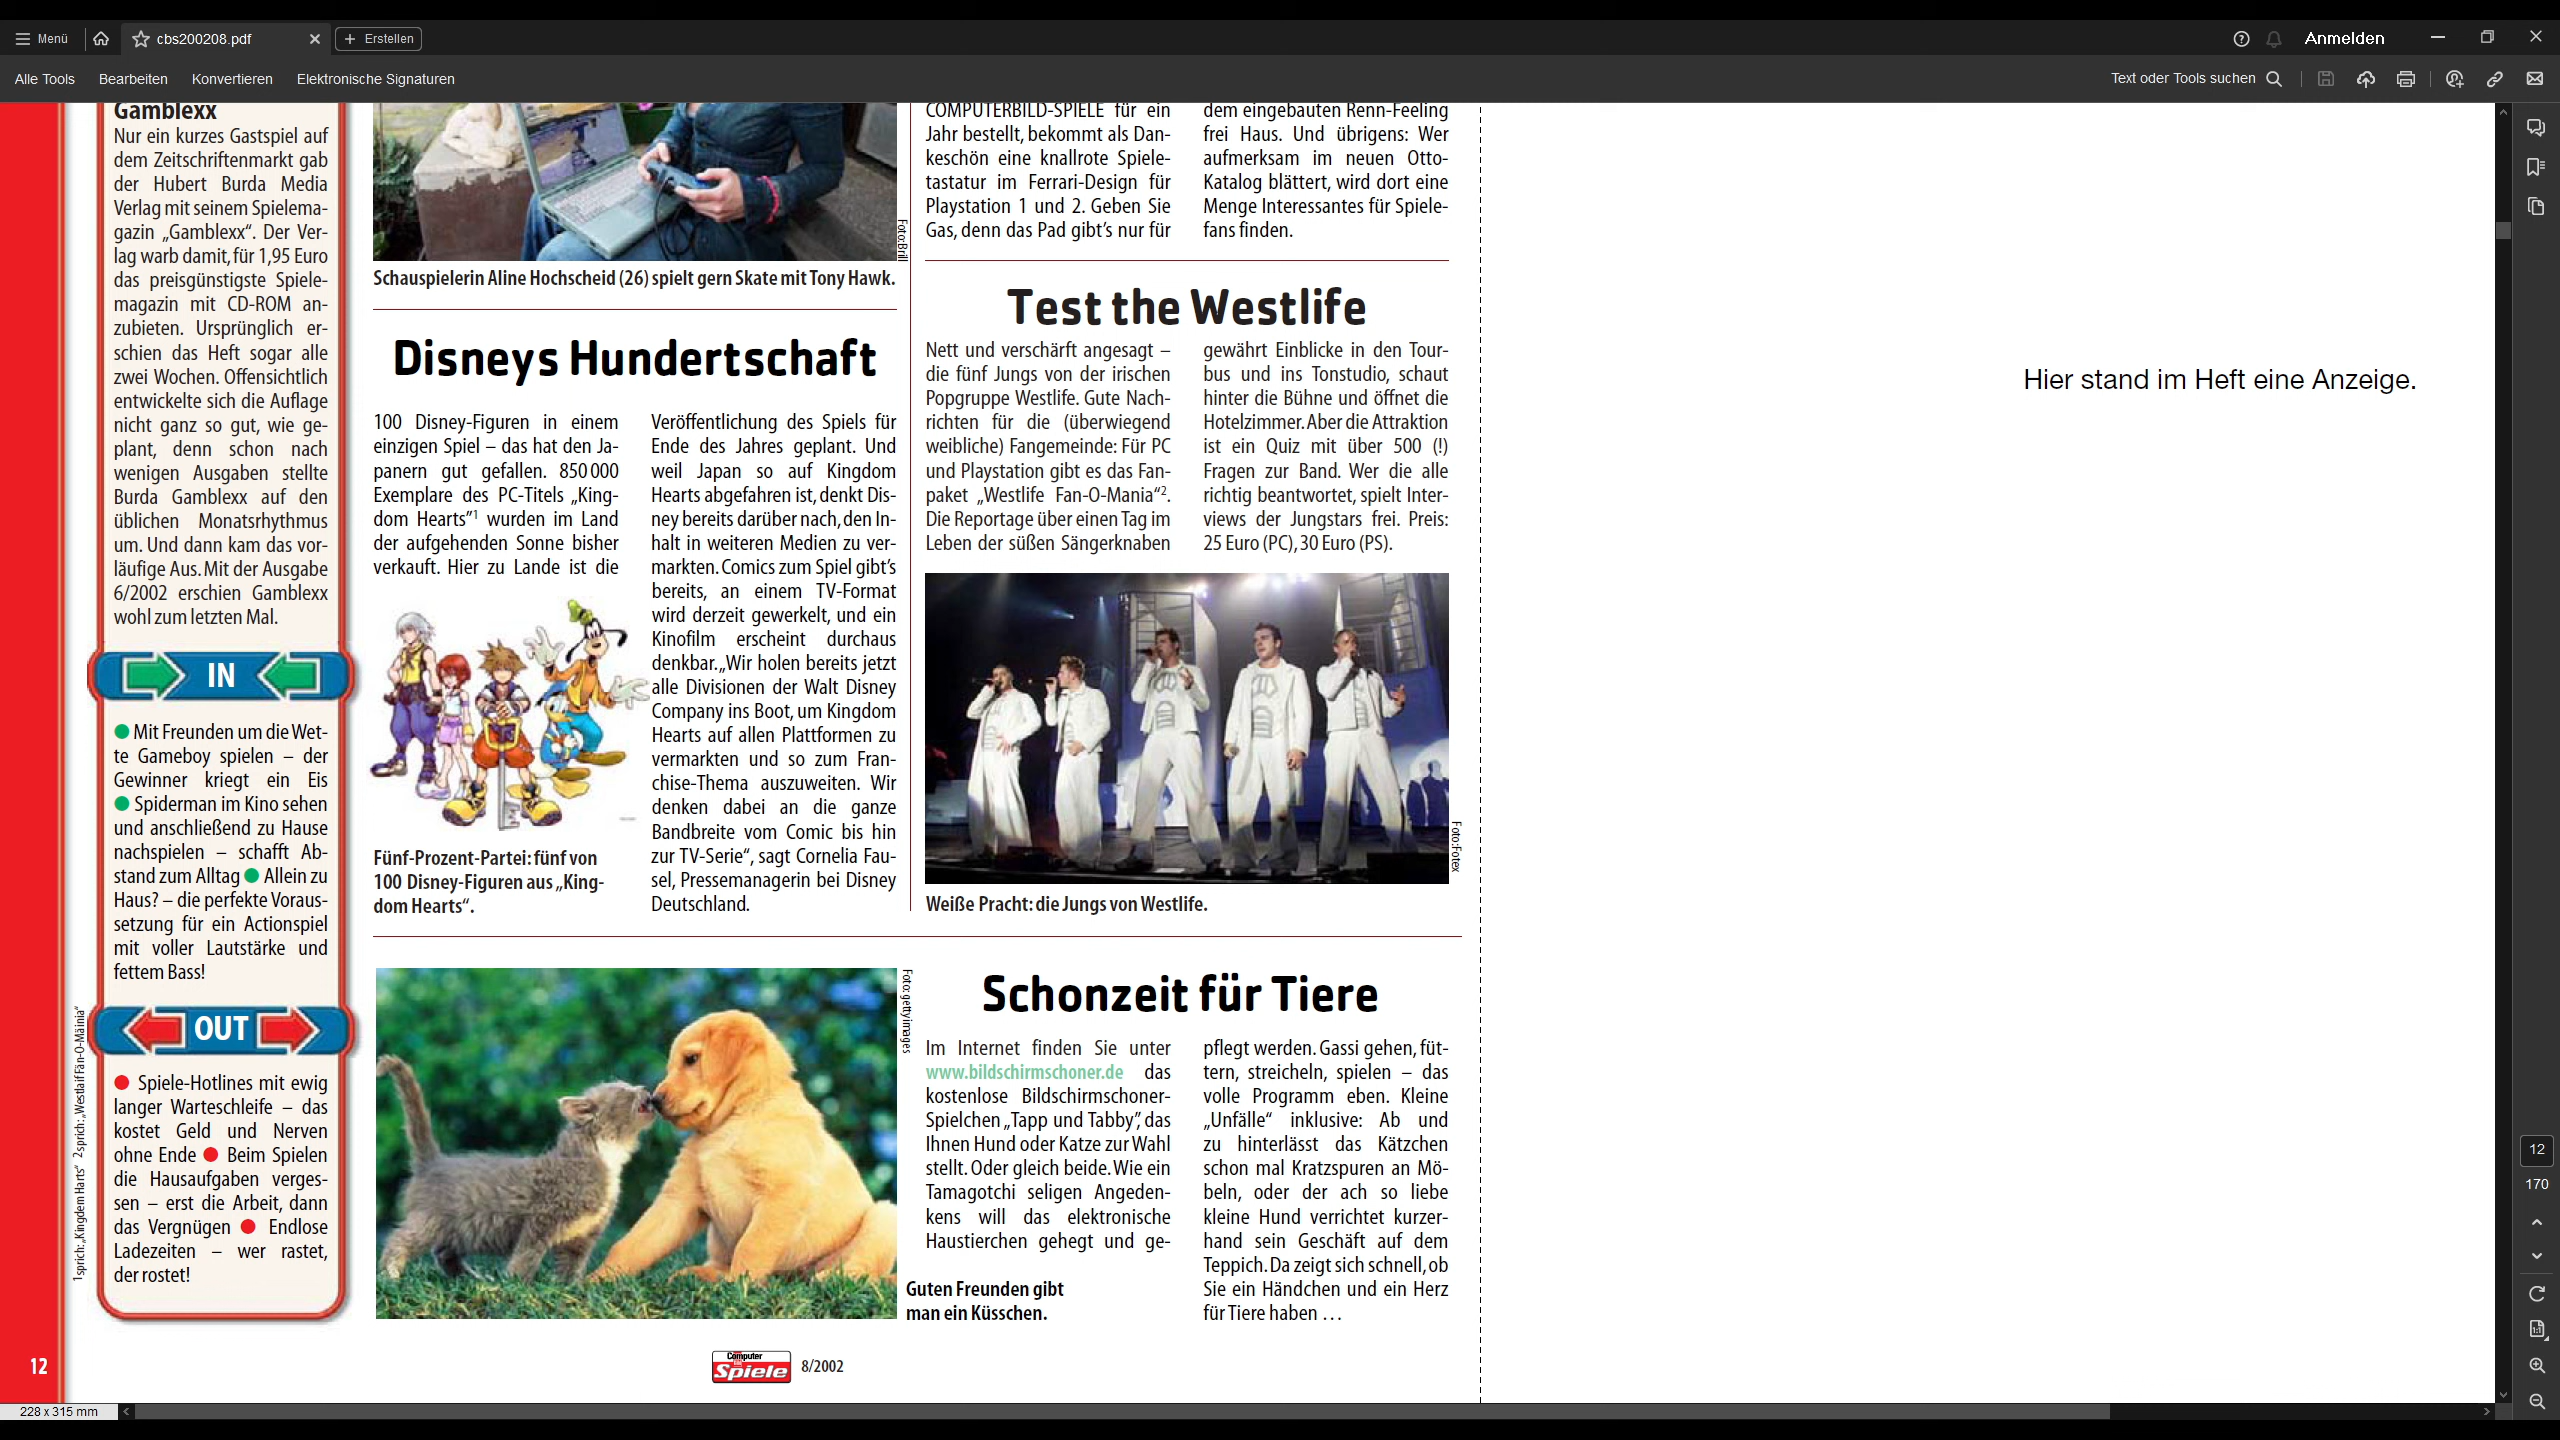 Menü
cbs200208.pdf
Erstellen
Anmelden
Alle Tools
Bearbeiten
Konvertieren
Elektronische Signaturen
Text oder Tools suchen
Gamblexx
Nur ein kurzes Gastspiel auf
dem Zeitschriftenmarkt gab
der Hubert Burda Media
Verlag mit seinem Spielema-
gazin „Gamblexx“. Der Ver-
lag warb damit, für 1,95 Euro
das preisgünstigste Spiele-
magazin mit CD-ROM an-
zubieten. Ursprünglich er-
schien das Heft sogar alle
zwei Wochen. Offensichtlich
entwickelte sich die Auflage
nicht ganz so gut, wie ge-
plant, denn schon nach
wenigen Ausgaben stellte
Burda Gamblexx auf den
üblichen Monatsrhythmus
um. Und dann kam das vor-
läufige Aus. Mit der Ausgabe
6/2002 erschien Gamblexx
wohl zum letzten Mal.
IN
● Mit Freunden um die Wet-
te Gameboy spielen – der
Gewinner kriegt ein Eis
● Spiderman im Kino sehen
und anschließend zu Hause
nachspielen – schafft Ab-
stand zum Alltag ● Allein zu
Haus? – die perfekte Voraus-
setzung für ein Actionspiel
mit voller Lautstärke und
fettem Bass!
OUT
● Spiele-Hotlines mit ewig
langer Warteschleife – das
kostet Geld und Nerven
ohne Ende ● Beim Spielen
die Hausaufgaben verges-
sen – erst die Arbeit, dann
das Vergnügen ● Endlose
Ladezeiten – wer rastet,
der rostet!
1 sprich: „Kingdem Harts“ 2 sprich: „Westlaif Fän-O-Mäinia“
Foto: Brill
Schauspielerin Aline Hochscheid (26) spielt gern Skate mit Tony Hawk.
Disneys Hundertschaft
100 Disney-Figuren in einem
einzigen Spiel – das hat den Ja-
panern gut gefallen. 850 000
Exemplare des PC-Titels „King-
dom Hearts”1 wurden im Land
der aufgehenden Sonne bisher
verkauft. Hier zu Lande ist die
Fünf-Prozent-Partei: fünf von
100 Disney-Figuren aus „King-
dom Hearts“.
Veröffentlichung des Spiels für
Ende des Jahres geplant. Und
weil Japan so auf Kingdom
Hearts abgefahren ist, denkt Dis-
ney bereits darüber nach, den In-
halt in weiteren Medien zu ver-
markten. Comics zum Spiel gibt’s
bereits, an einem TV-Format
wird derzeit gewerkelt, und ein
Kinofilm erscheint durchaus
denkbar. „Wir holen bereits jetzt
alle Divisionen der Walt Disney
Company ins Boot, um Kingdom
Hearts auf allen Plattformen zu
vermarkten und so zum Fran-
chise-Thema auszuweiten. Wir
denken dabei an die ganze
Bandbreite vom Comic bis hin
zur TV-Serie“, sagt Cornelia Fau-
sel, Pressemanagerin bei Disney
Deutschland.
COMPUTERBILD-SPIELE für ein
Jahr bestellt, bekommt als Dan-
keschön eine knallrote Spiele-
tastatur im Ferrari-Design für
Playstation 1 und 2. Geben Sie
Gas, denn das Pad gibt’s nur für
dem eingebauten Renn-Feeling
frei Haus. Und übrigens: Wer
aufmerksam im neuen Otto-
Katalog blättert, wird dort eine
Menge Interessantes für Spiele-
fans finden.
Test the Westlife
Nett und verschärft angesagt –
die fünf Jungs von der irischen
Popgruppe Westlife. Gute Nach-
richten für die (überwiegend
weibliche) Fangemeinde: Für PC
und Playstation gibt es das Fan-
paket „Westlife Fan-O-Mania“2.
Die Reportage über einen Tag im
Leben der süßen Sängerknaben
gewährt Einblicke in den Tour-
bus und ins Tonstudio, schaut
hinter die Bühne und öffnet die
Hotelzimmer. Aber die Attraktion
ist ein Quiz mit über 500 (!)
Fragen zur Band. Wer die alle
richtig beantwortet, spielt Inter-
views der Jungstars frei. Preis:
25 Euro (PC), 30 Euro (PS).
Foto: Fotex
Weiße Pracht: die Jungs von Westlife.
Foto: gettyimages
Schonzeit für Tiere
Im Internet finden Sie unter
www.bildschirmschoner.de das
kostenlose Bildschirmschoner-
Spielchen „Tapp und Tabby”, das
Ihnen Hund oder Katze zur Wahl
stellt. Oder gleich beide. Wie ein
Tamagotchi seligen Angeden-
kens will das elektronische
Haustierchen gehegt und ge-
Guten Freunden gibt
man ein Küsschen.
pflegt werden. Gassi gehen, füt-
tern, streicheln, spielen – das
volle Programm eben. Kleine
„Unfälle“ inklusive: Ab und
zu hinterlässt das Kätzchen
schon mal Kratzspuren an Mö-
beln, oder der ach so liebe
kleine Hund verrichtet kurzer-
hand sein Geschäft auf dem
Teppich. Da zeigt sich schnell, ob
Sie ein Händchen und ein Herz
für Tiere haben …
12
Computer
Bild
Spiele
8/2002
Hier stand im Heft eine Anzeige.
12
170
228 x 315 mm